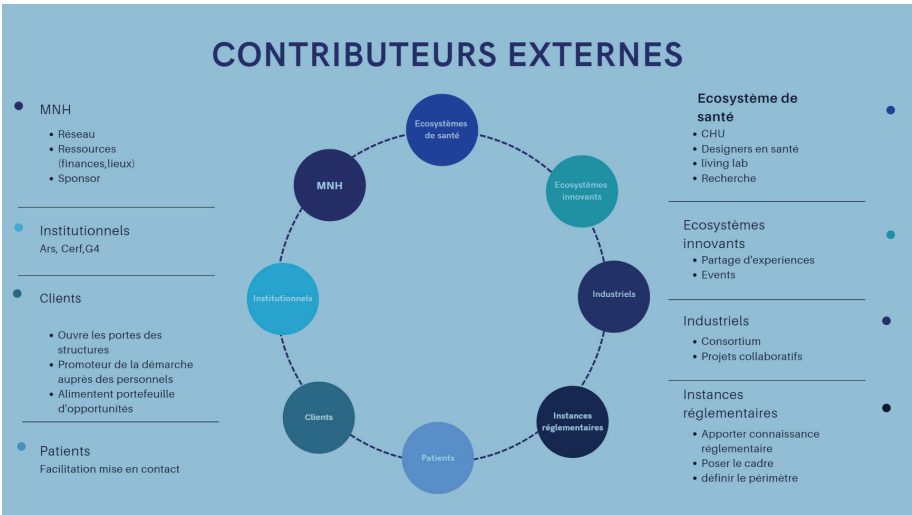 CONTRIBUTEURS EXTERNES
MNH
• Réseau
• Ressources
(finances,lieux)
• Sponsor
Institutionnels
Ars, Cerf,G4
Clients
• Ouvre les portes des
structures
• Promoteur de la démarche
auprès des personnels
• Alimentent portefeuille
d'opportunités
Patients
Facilitation mise en contact
Ecosystèmes
de santé
Ecosystèmes
innovants
Industriels
Instances
réglementaires
Patients
Clients
Institutionnels
MNH
Ecosystème de
santé
• CHU
• Designers en santé
• living lab
• Recherche
Ecosystèmes
innovants
• Partage d'experiences
• Events
Industriels
• Consortium
• Projets collaboratifs
Instances
réglementaires
• Apporter connaissance
réglementaire
• Poser le cadre
• définir le périmètre